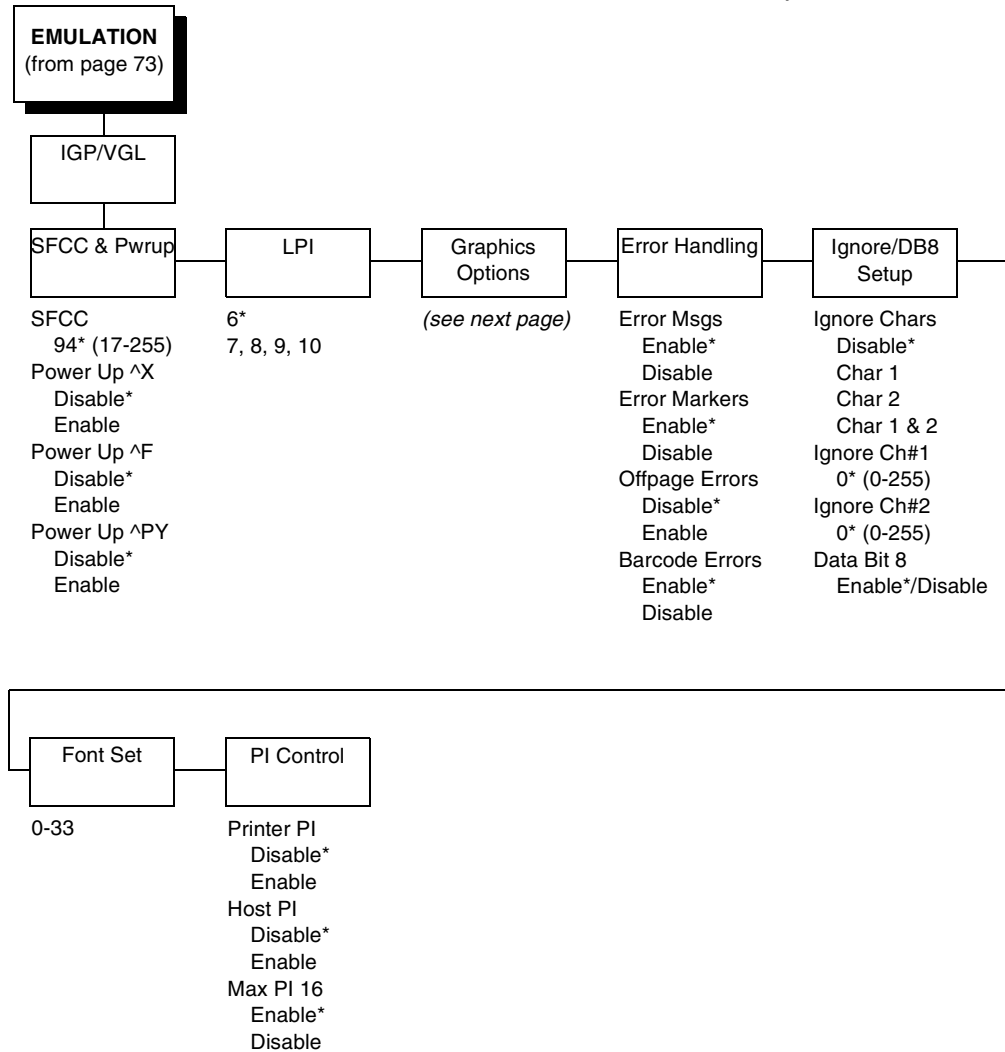 EMULATION
(from page 73)
IGP/VGL
SFCC & Pwrup
SFCC
94* (17-255)
Power Up ^X
Disable*
Enable
Power Up ^F
Disable*
Enable
Power Up ^PY
Disable*
Enable
LPI
6*
7, 8, 9, 10
Graphics
Options
(see next page)
Error Handling
Error Msgs
Enable*
Disable
Error Markers
Enable*
Disable
Offpage Errors
Disable*
Enable
Barcode Errors
Enable*
Disable
Ignore/DB8
Setup
Ignore Chars
Disable*
Char 1
Char 2
Char 1 & 2
Ignore Ch#1
0* (0-255)
Ignore Ch#2
0* (0-255)
Data Bit 8
Enable*/Disable
Font Set
0-33
PI Control
Printer PI
Disable*
Enable
Host PI
Disable*
Enable
Max PI 16
Enable*
Disable